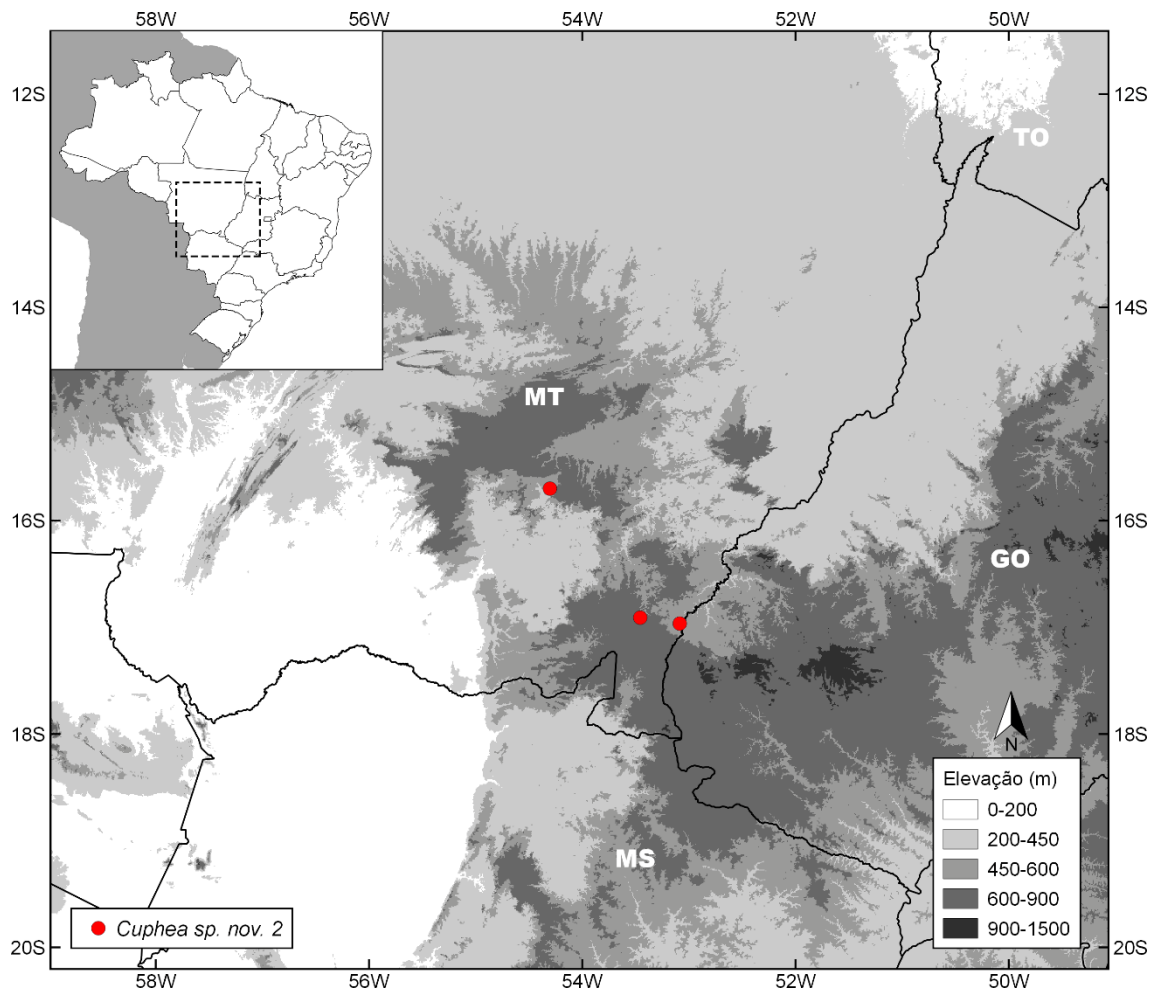 58W 56W 54W 52W 50W
12S 12S
TO
14S 14S
MT
16S 16S
GO
18S 18S
N
Elevação (m)
0-200
200-450
450-600
600-900
900-1500
MS
Cuphea sp. nov. 2
20S 20S
58W 56W 54W 52W 50W